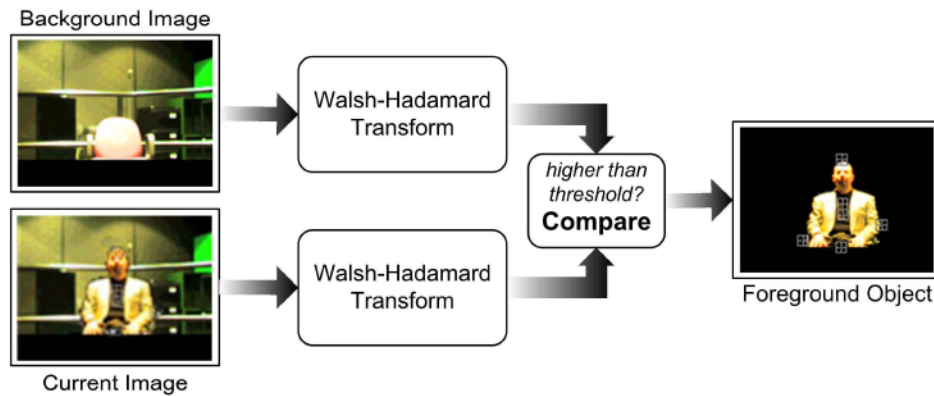 Background Image
Walsh-Hadamard
Transform
higher than
threshold?
Compare
Walsh-Hadamard
Transform
Foreground Object
Current Image